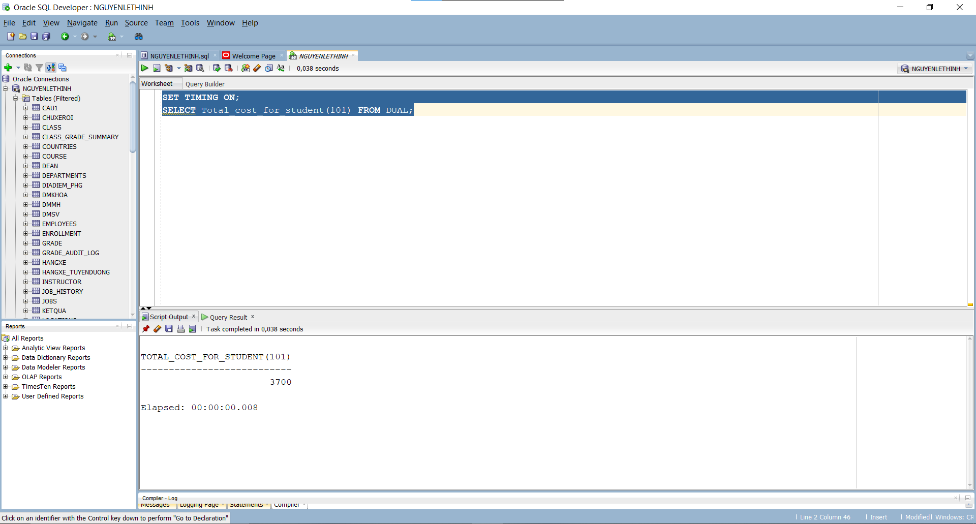 Oracle SQL Developer : NGUYENLETHINH
File Edit View Navigate Run Source Team Tools Window Help
Connections
NGUYENLETHINH.sql Welcome Page NGUYENLETHINH
0,038 seconds
NGUYENLETHINH
Worksheet Query Builder
SET TIMING ON;
SELECT Total_cost_for_student(101) FROM DUAL;
Oracle Connections
NGUYENLETHINH
Tables (Filtered)
CAU1
CHUXEROI
CLASS
CLASS_GRADE_SUMMARY
COUNTRIES
COURSE
DEAN
DEPARTMENTS
DIADIEM_PHG
DMKHOA
DMMH
DMSV
EMPLOYEES
ENROLLMENT
GRADE
GRADE_AUDIT_LOG
HANGXE
HANGXE_TUYENDUONG
INSTRUCTOR
JOB_HISTORY
JOBS
KETQUA
Reports
All Reports
Analytic View Reports
Data Dictionary Reports
Data Modeler Reports
OLAP Reports
TimesTen Reports
User Defined Reports
Script Output Query Result
Task completed in 0,038 seconds
TOTAL_COST_FOR_STUDENT(101)
---------------------------
3700
Elapsed: 00:00:00.008
Compiler - Log
Messages Logging Page Statements Compiler
Click on an identifier with the Control key down to perform "Go to Declaration"
Line 2 Column 46 Insert Modified Windows: CR